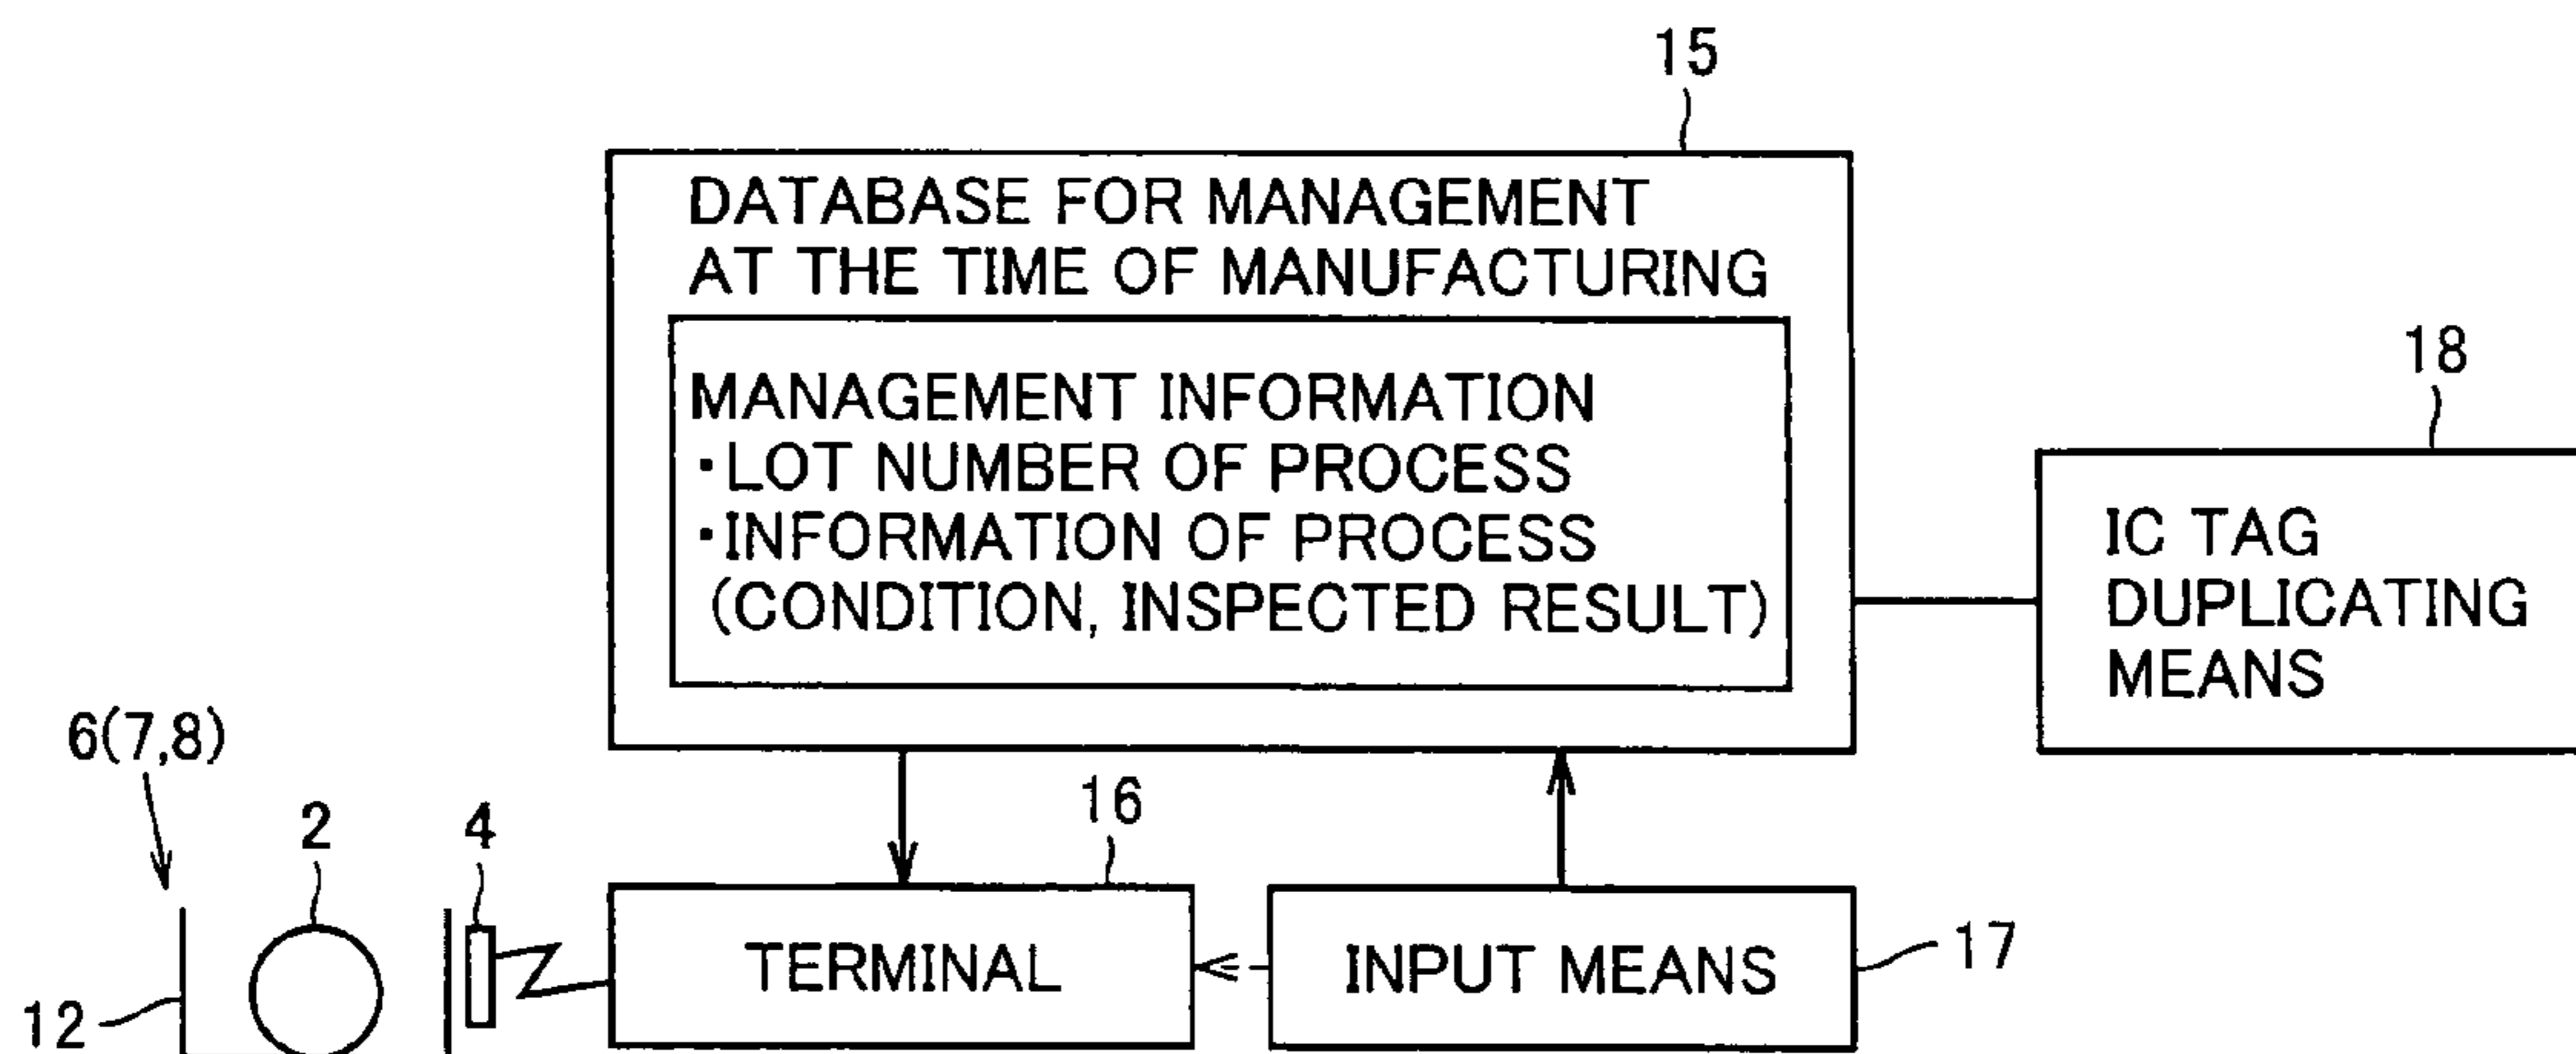 15
DATABASE FOR MANAGEMENT
AT THE TIME OF MANUFACTURING
MANAGEMENT INFORMATION
・LOT NUMBER OF PROCESS
・INFORMATION OF PROCESS
(CONDITION, INSPECTED RESULT)
18
IC TAG
DUPLICATING
MEANS
6(7,8)
2
4
16
TERMINAL
INPUT MEANS
17
12